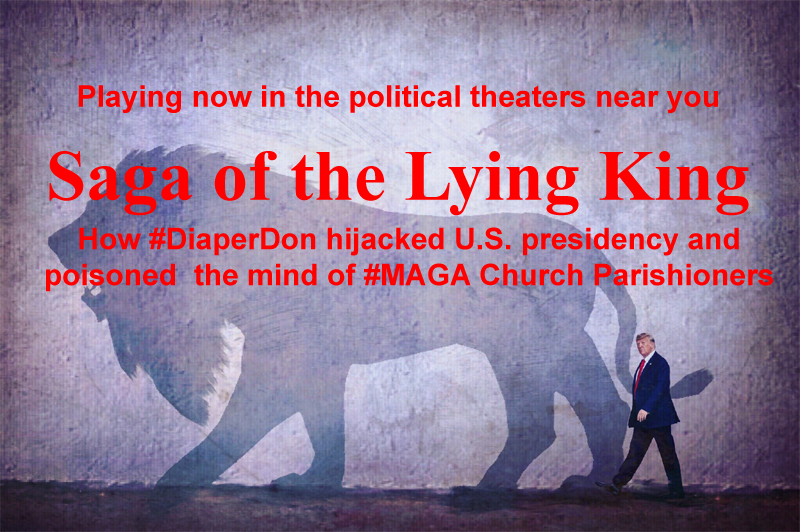 Playing now in the political theaters near you
Saga of the Lying King
How #DiaperDon hijacked U.S. presidency and
poisoned  the mind of #MAGA Church Parishioners